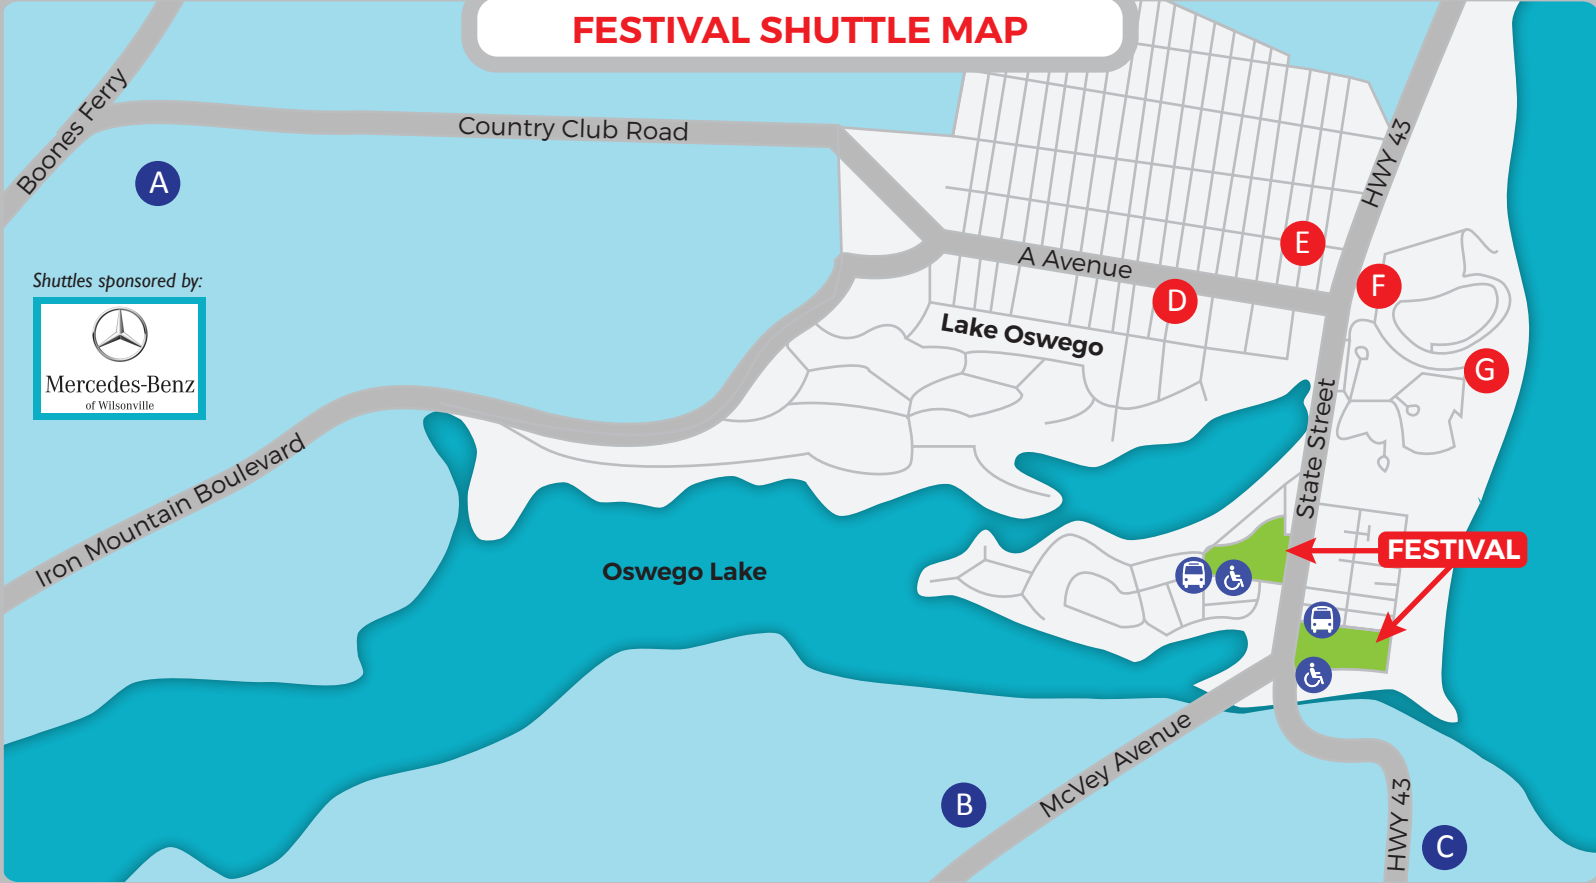 FESTIVAL SHUTTLE MAP
Boones Ferry
Country Club Road
HWY 43
A
Shuttles sponsored by:
Mercedes-Benz
of Wilsonville
A Avenue
E
D
F
Lake Oswego
G
State Street
Iron Mountain Boulevard
Oswego Lake
FESTIVAL
B
McVey Avenue
HWY 43
C